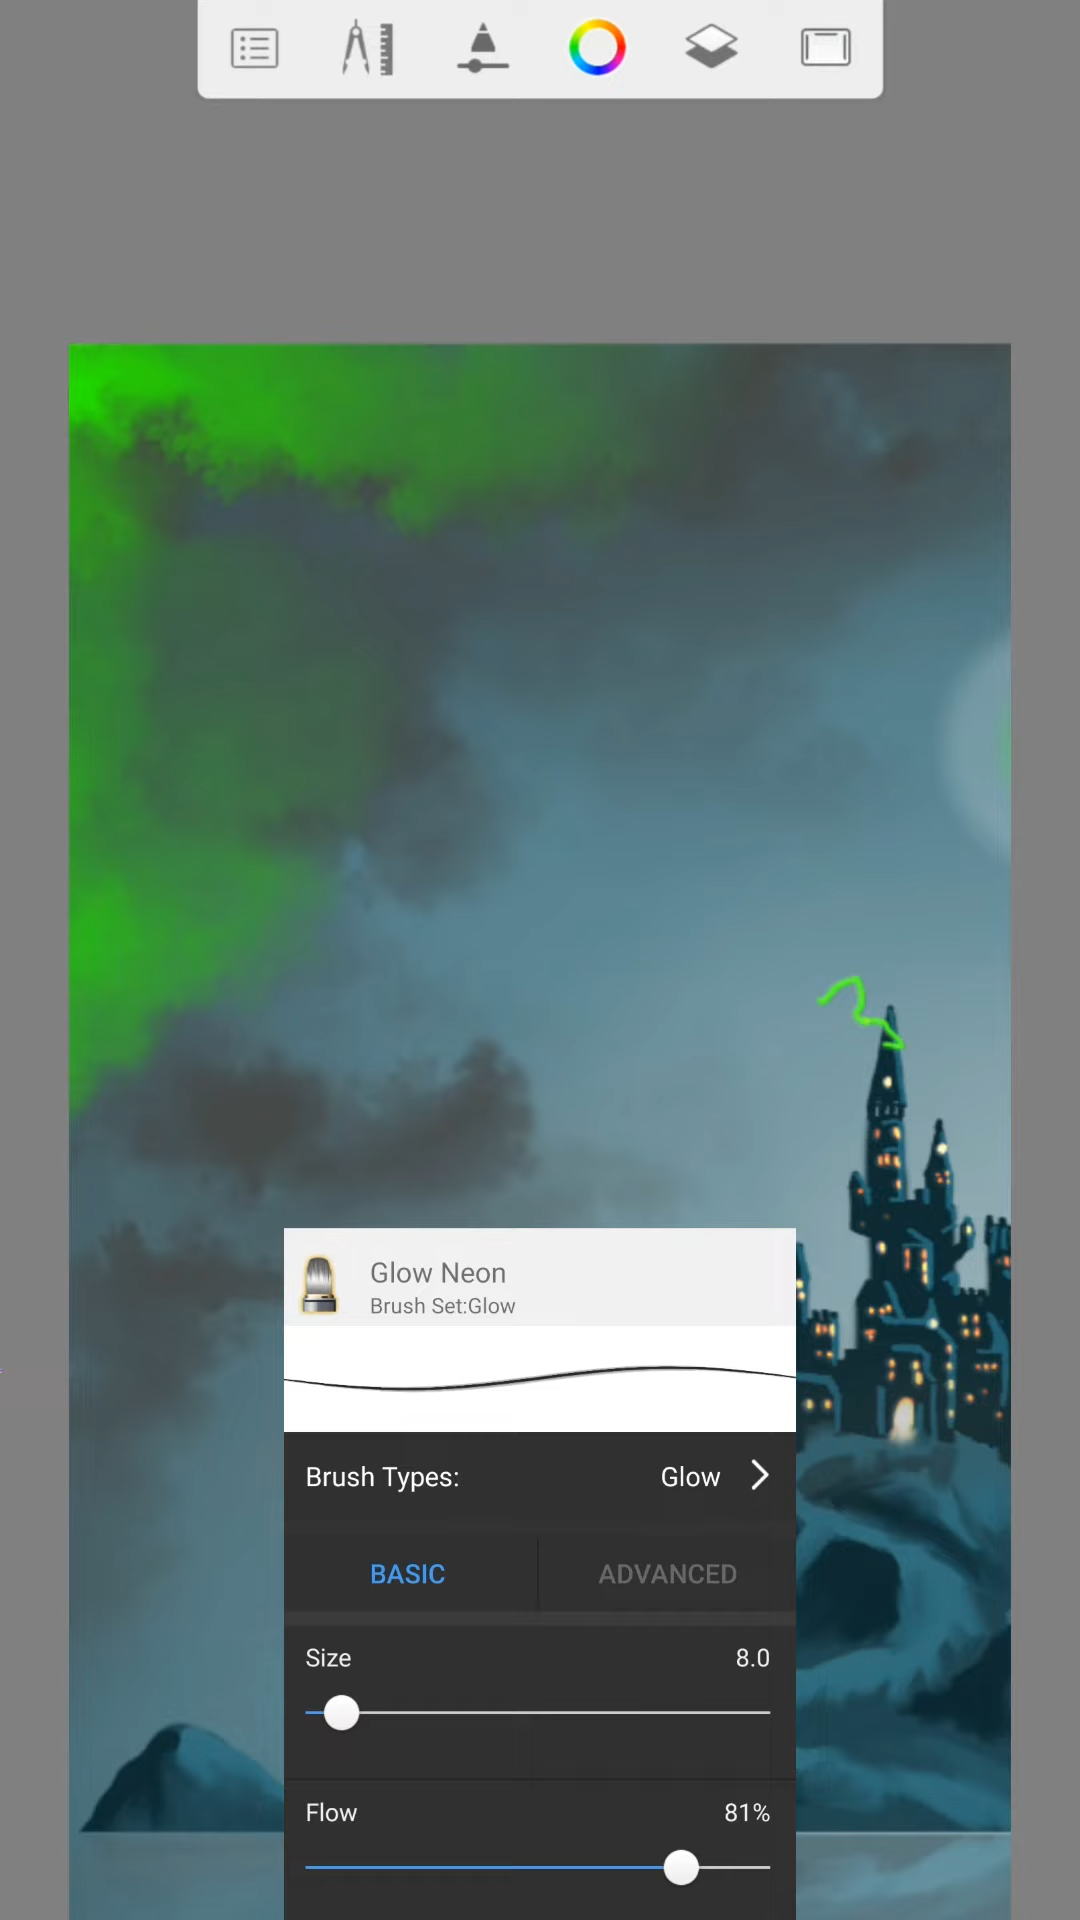 Glow Neon
Brush Set:Glow
Brush Types: Glow
BASIC ADVANCED
Size 8.0
Flow 81%